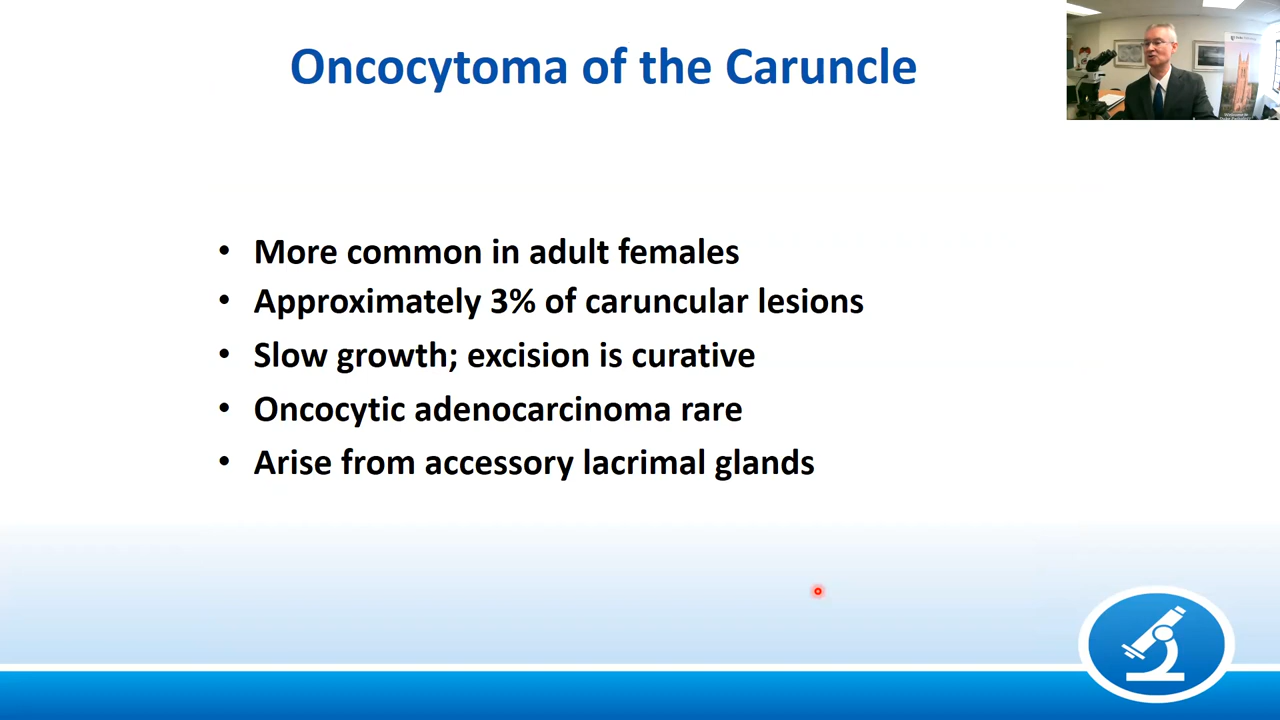 Oncocytoma of the Caruncle
• More common in adult females
• Approximately 3% of caruncular lesions
• Slow growth; excision is curative
• Oncocytic adenocarcinoma rare
• Arise from accessory lacrimal glands